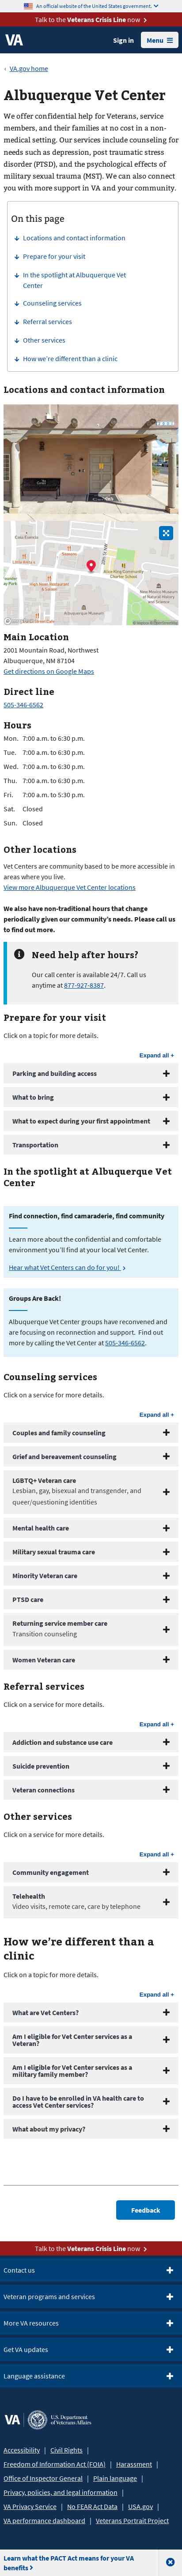 An official website of the United States government.
Talk to the Veterans Crisis Line now
VA
Sign in
Menu
VA.gov home
Albuquerque Vet Center
We offer confidential help for Veterans, service
members, and their families at no cost in a non-
medical setting. Our services include counseling for
needs such as depression, post traumatic stress
disorder (PTSD), and the psychological effects of
military sexual trauma (MST). We can also connect you
with more support in VA and your community.
On this page
Locations and contact information
Prepare for your visit
In the spotlight at Albuquerque Vet
Center
Counseling services
Referral services
Other services
How we’re different than a clinic
Locations and contact information
Main Location
2001 Mountain Road, Northwest
Albuquerque, NM 87104
Get directions on Google Maps
Direct line
505-346-6562
Hours
Mon. 7:00 a.m. to 6:30 p.m.
Tue. 7:00 a.m. to 6:30 p.m.
Wed. 7:00 a.m. to 6:30 p.m.
Thu. 7:00 a.m. to 6:30 p.m.
Fri. 7:00 a.m. to 5:30 p.m.
Sat. Closed
Sun. Closed
Other locations
Vet Centers are community based to be more accessible in
areas where you live.
View more Albuquerque Vet Center locations
We also have non-traditional hours that change
periodically given our community’s needs. Please call us to
find out more.
Need help after hours?
Our call center is available 24/7. Call us
anytime at 877-927-8387.
Prepare for your visit
Click on a topic for more details.
Expand all +
Parking and building access
What to bring
What to expect during your first appointment
Transportation
In the spotlight at Albuquerque Vet
Center
Find connection, find camaraderie, find community
Learn more about the confidential and comfortable
environment you’ll find at your local Vet Center.
Hear what Vet Centers can do for you!
Groups Are Back!
Albuquerque Vet Center groups have reconvened and
are focusing on reconnection and support. Find out
more by calling the Vet Center at 505-346-6562.
Counseling services
Click on a service for more details.
Expand all +
Couples and family counseling
Grief and bereavement counseling
LGBTQ+ Veteran care
Lesbian, gay, bisexual and transgender, and
queer/questioning identities
Mental health care
Military sexual trauma care
Minority Veteran care
PTSD care
Returning service member care
Transition counseling
Women Veteran care
Referral services
Click on a service for more details.
Expand all +
Addiction and substance use care
Suicide prevention
Veteran connections
Other services
Click on a service for more details.
Expand all +
Community engagement
Telehealth
Video visits, remote care, care by telephone
How we’re different than a
clinic
Click on a topic for more details.
Expand all +
What are Vet Centers?
Am I eligible for Vet Center services as a
Veteran?
Am I eligible for Vet Center services as a
military family member?
Do I have to be enrolled in VA health care to
access Vet Center services?
What about my privacy?
Feedback
Talk to the Veterans Crisis Line now
Contact us
Veteran programs and services
More VA resources
Get VA updates
Language assistance
VA
U.S. Department
of Veterans Affairs
Accessibility | Civil Rights |
Freedom of Information Act (FOIA) | Harassment |
Office of Inspector General | Plain language |
Privacy, policies, and legal information |
VA Privacy Service | No FEAR Act Data | USA.gov |
VA performance dashboard | Veterans Portrait Project
Learn what the PACT Act means for your VA
benefits